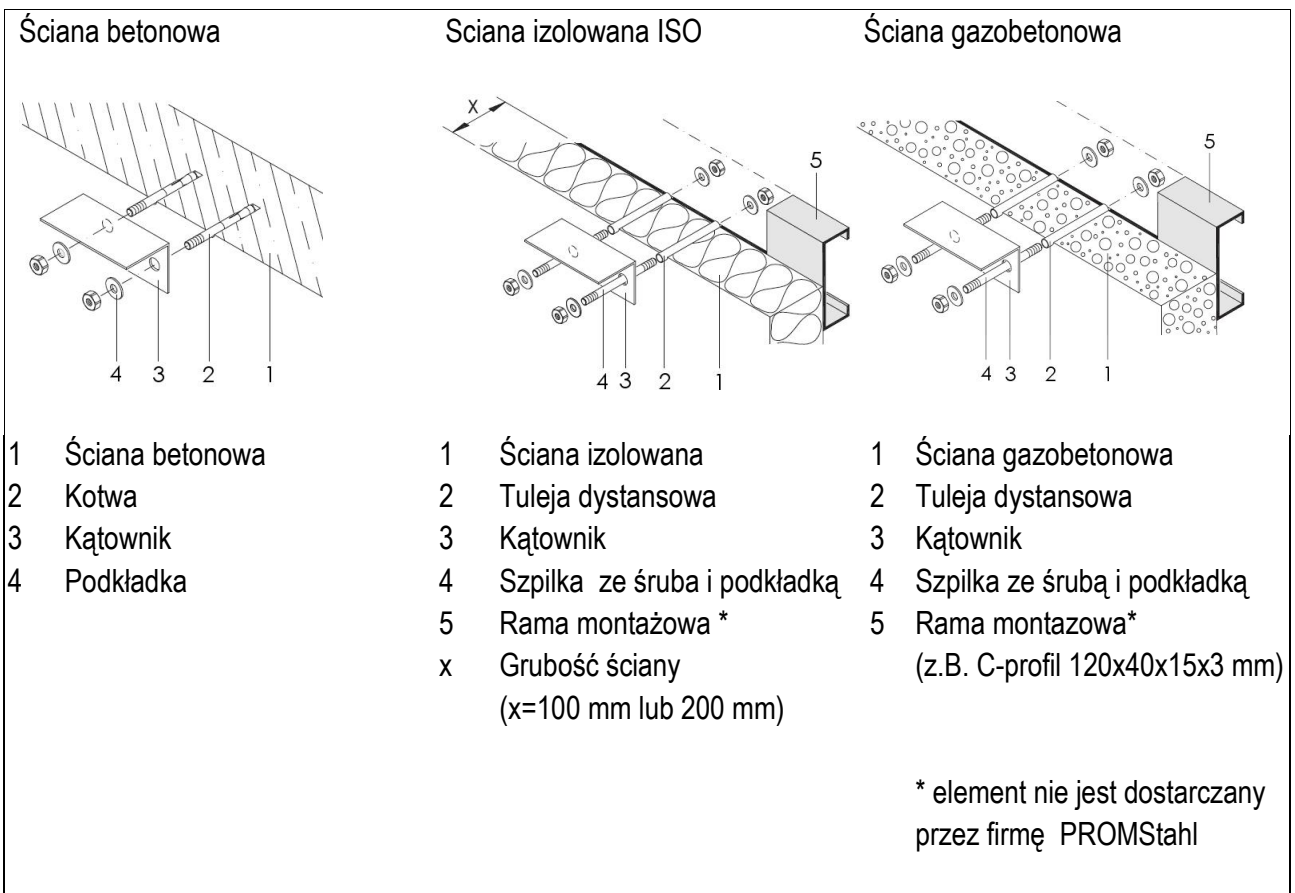 Ściana betonowa
Sciana izolowana ISO
Ściana gazobetonowa
4 3 2 1
X
5
4 3 2 1
5
4 3 2 1
1 Ściana betonowa
2 Kotwa
3 Kątownik
4 Podkładka
1 Ściana izolowana
2 Tuleja dystansowa
3 Kątownik
4 Szpilka ze śruba i podkładką
5 Rama montażowa *
x Grubość ściany
(x=100 mm lub 200 mm)
1 Ściana gazobetonowa
2 Tuleja dystansowa
3 Kątownik
4 Szpilka ze śrubą i podkładką
5 Rama montazowa*
(z.B. C-profil 120x40x15x3 mm)
* element nie jest dostarczany
przez firmę PROMStahl